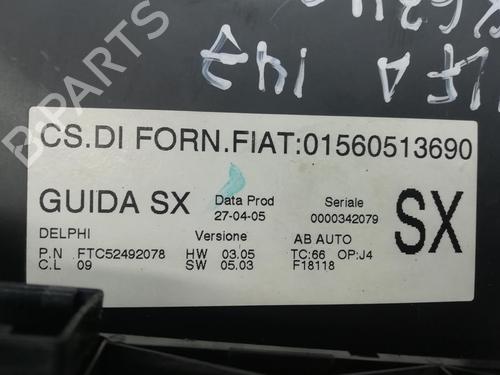 CS.DI FORN.FIAT:01560513690
GUIDA SX
Data Prod
27-04-05
Seriale
0000342079
SX
DELPHI
Versione
AB AUTO
P.N FTC52492078
HW 03.05
TC:66 OP:J4
C.L 09
SW 05.03
F18118
B-PARTS